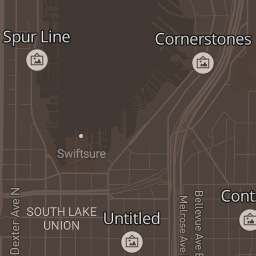 Spur Line
Cornerstones
Swiftsure
Dexter Ave N
SOUTH LAKE
UNION
Untitled
Melrose Ave
Bellevue Ave E
Cont